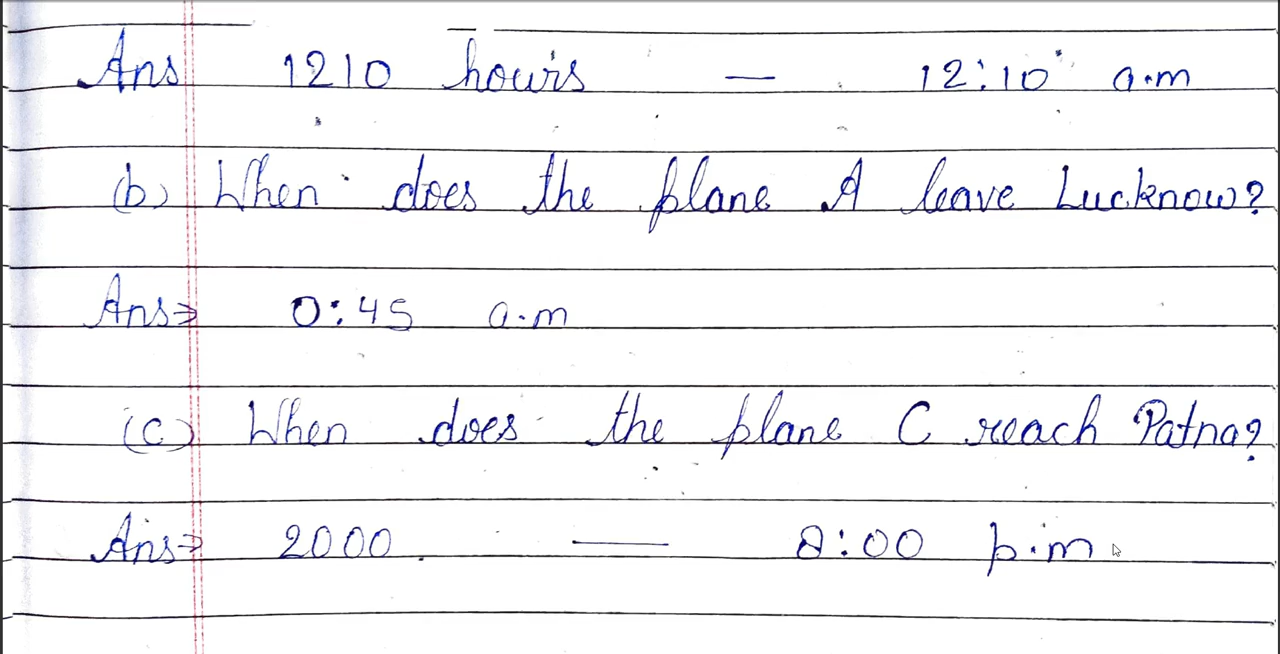 Ans 1210 hours — 12:10 a.m
(b) When does the plane A leave Lucknow?
Ans⇒ 0:45 a.m
(c) When does the plane C reach Patna?
Ans⇒ 2000 — 8:00 p.m